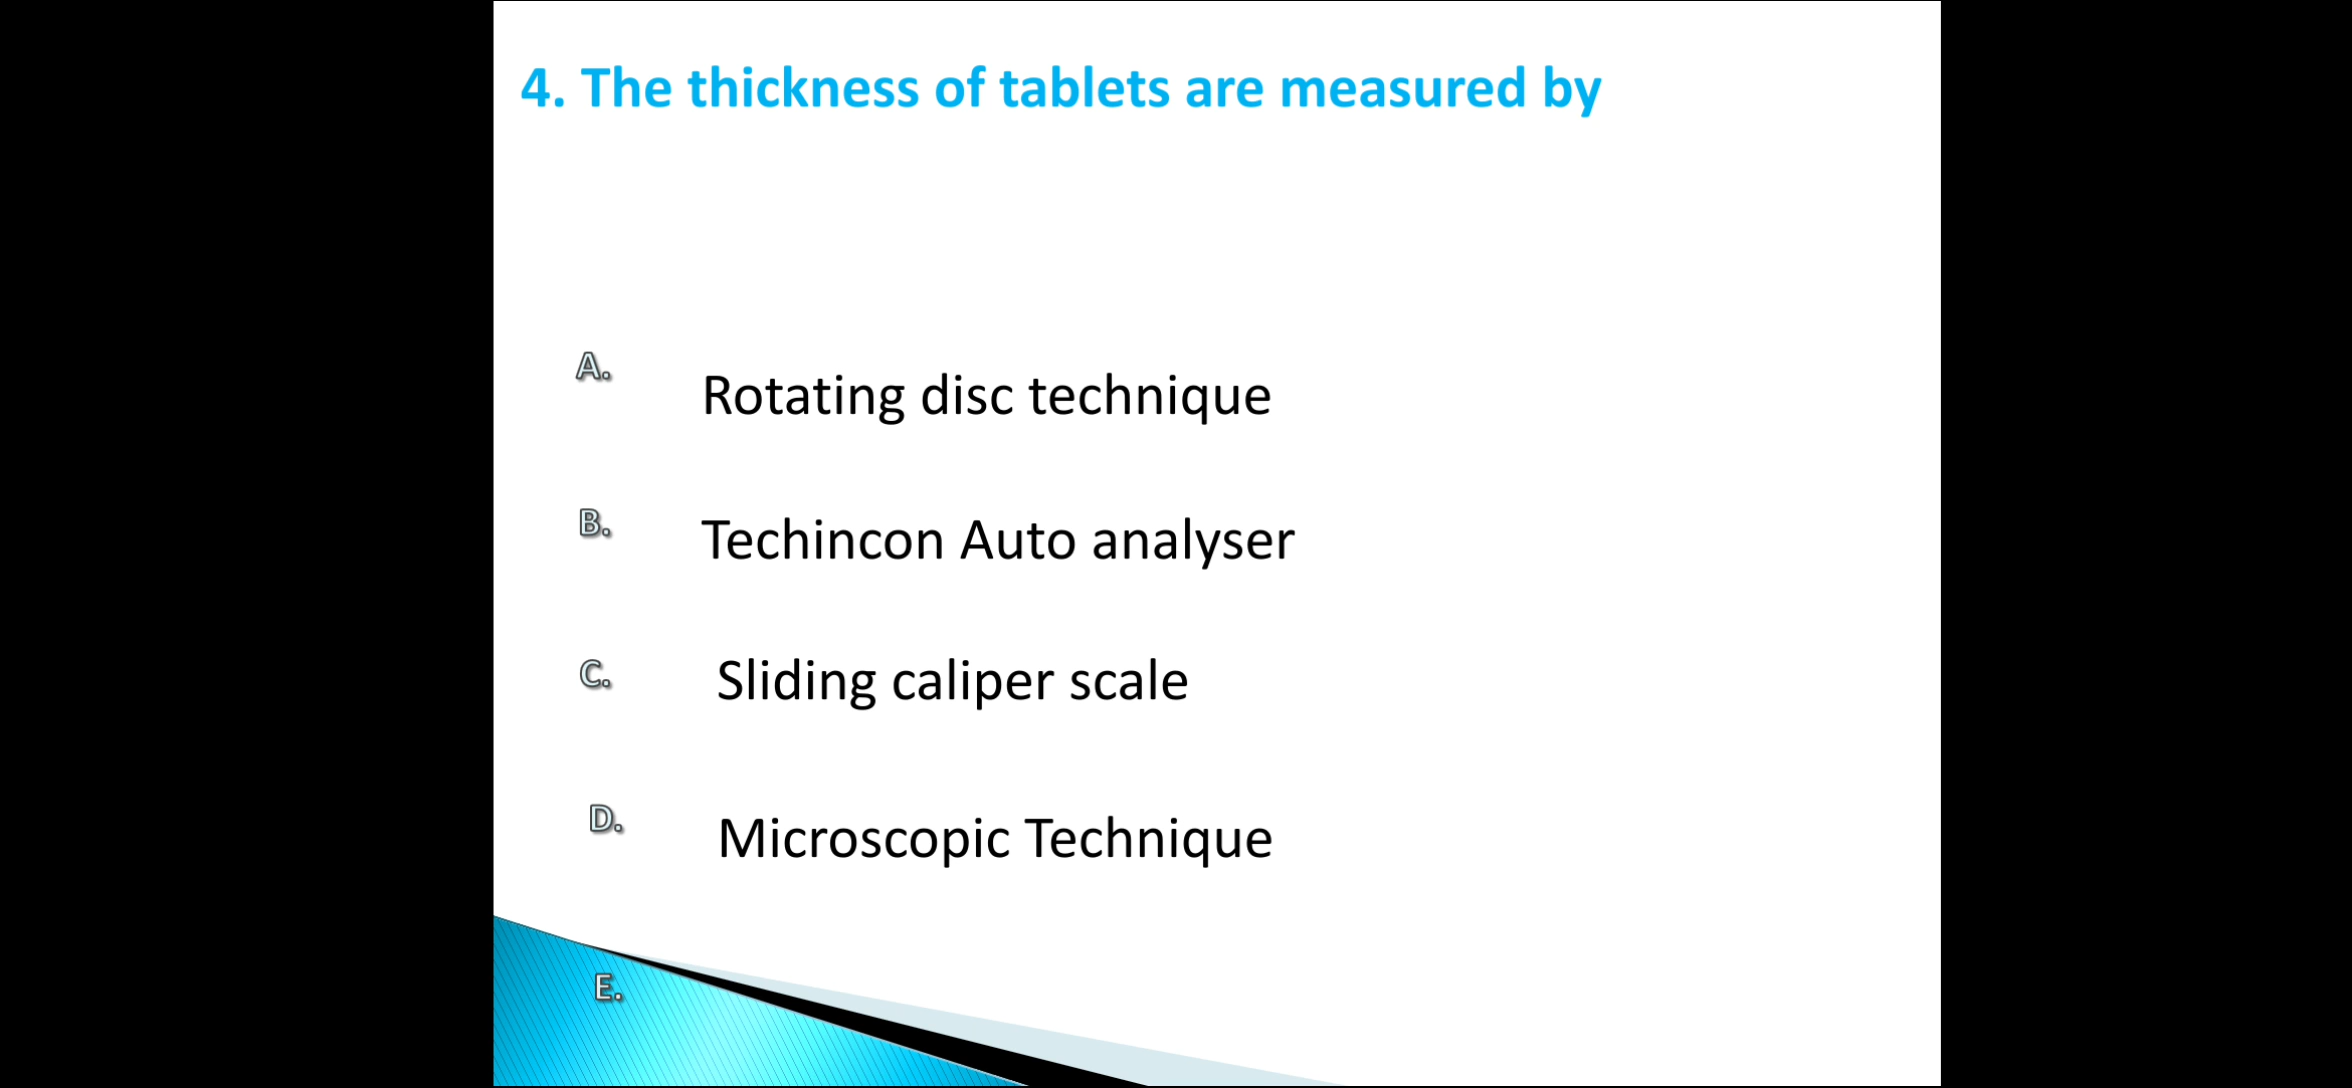 4. The thickness of tablets are measured by
A. Rotating disc technique
B. Techincon Auto analyser
C. Sliding caliper scale
D. Microscopic Technique
E.